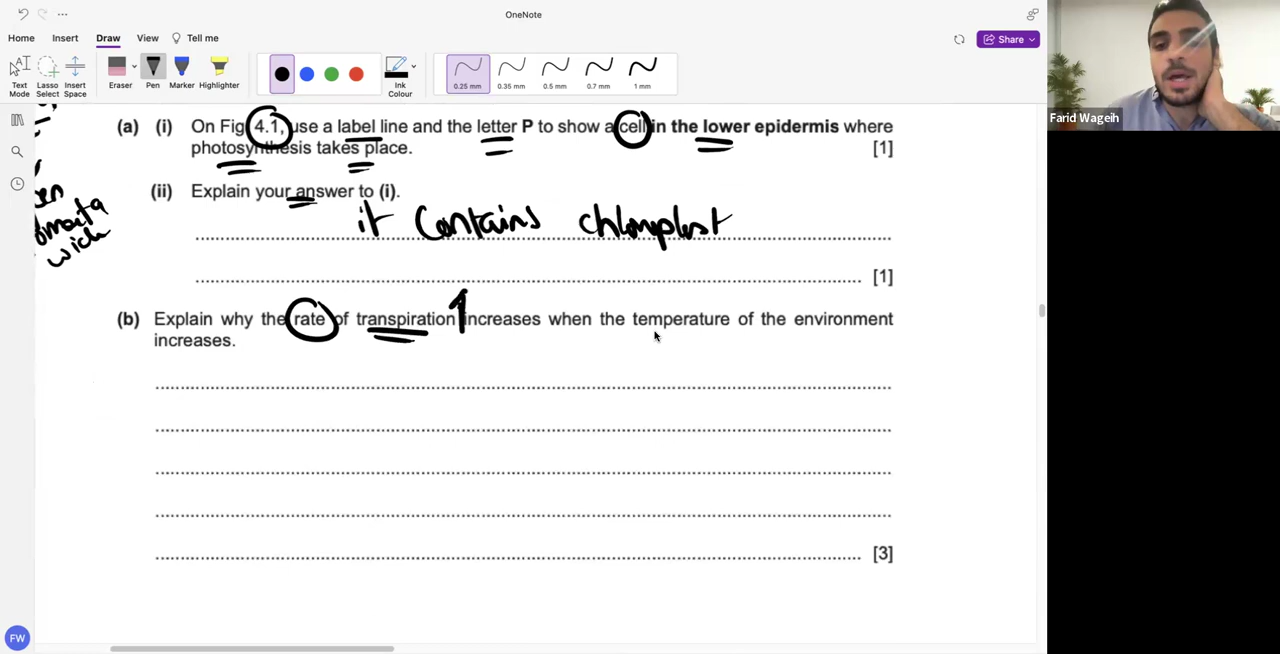 OneNote
Home Insert Draw View Tell me
Share
Text Mode
Lasso Select
Insert Space
Eraser
Pen
Marker
Highlighter
Ink Colour
0.25 mm
0.35 mm
0.5 mm
0.7 mm
1 mm
Farid Wageih
(a) (i) On Fig 4.1, use a label line and the letter P to show a cell in the lower epidermis where
photosynthesis takes place. [1]
(ii) Explain your answer to (i).
it contains
[1]
wide
(b) Explain why the rate of transpiration increases when the temperature of the environment
increases.
[3]
FW